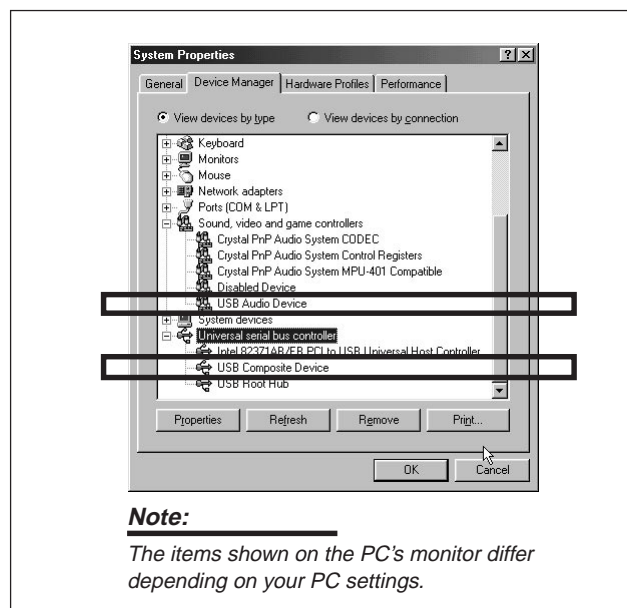 System Properties
General Device Manager Hardware Profiles Performance
View devices by type View devices by connection
Keyboard
Monitors
Mouse
Network adapters
Ports (COM & LPT)
Sound, video and game controllers
Crystal PnP Audio System CODEC
Crystal PnP Audio System Control Registers
Crystal PnP Audio System MPU-401 Compatible
Disabled Device
USB Audio Device
System devices
Universal serial bus controller
Intel 82371AB/EB PCI to USB Universal Host Controller
USB Composite Device
USB Root Hub
Properties Refresh Remove Print...
OK Cancel
Note:
The items shown on the PC's monitor differ
depending on your PC settings.